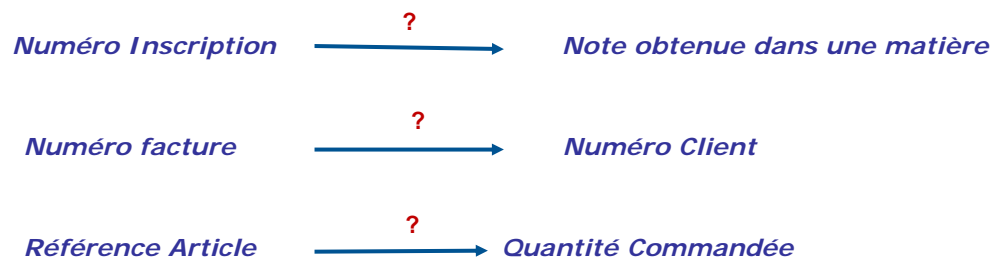 ?
Numéro Inscription Note obtenue dans une matière
?
Numéro facture Numéro Client
?
Référence Article Quantité Commandée